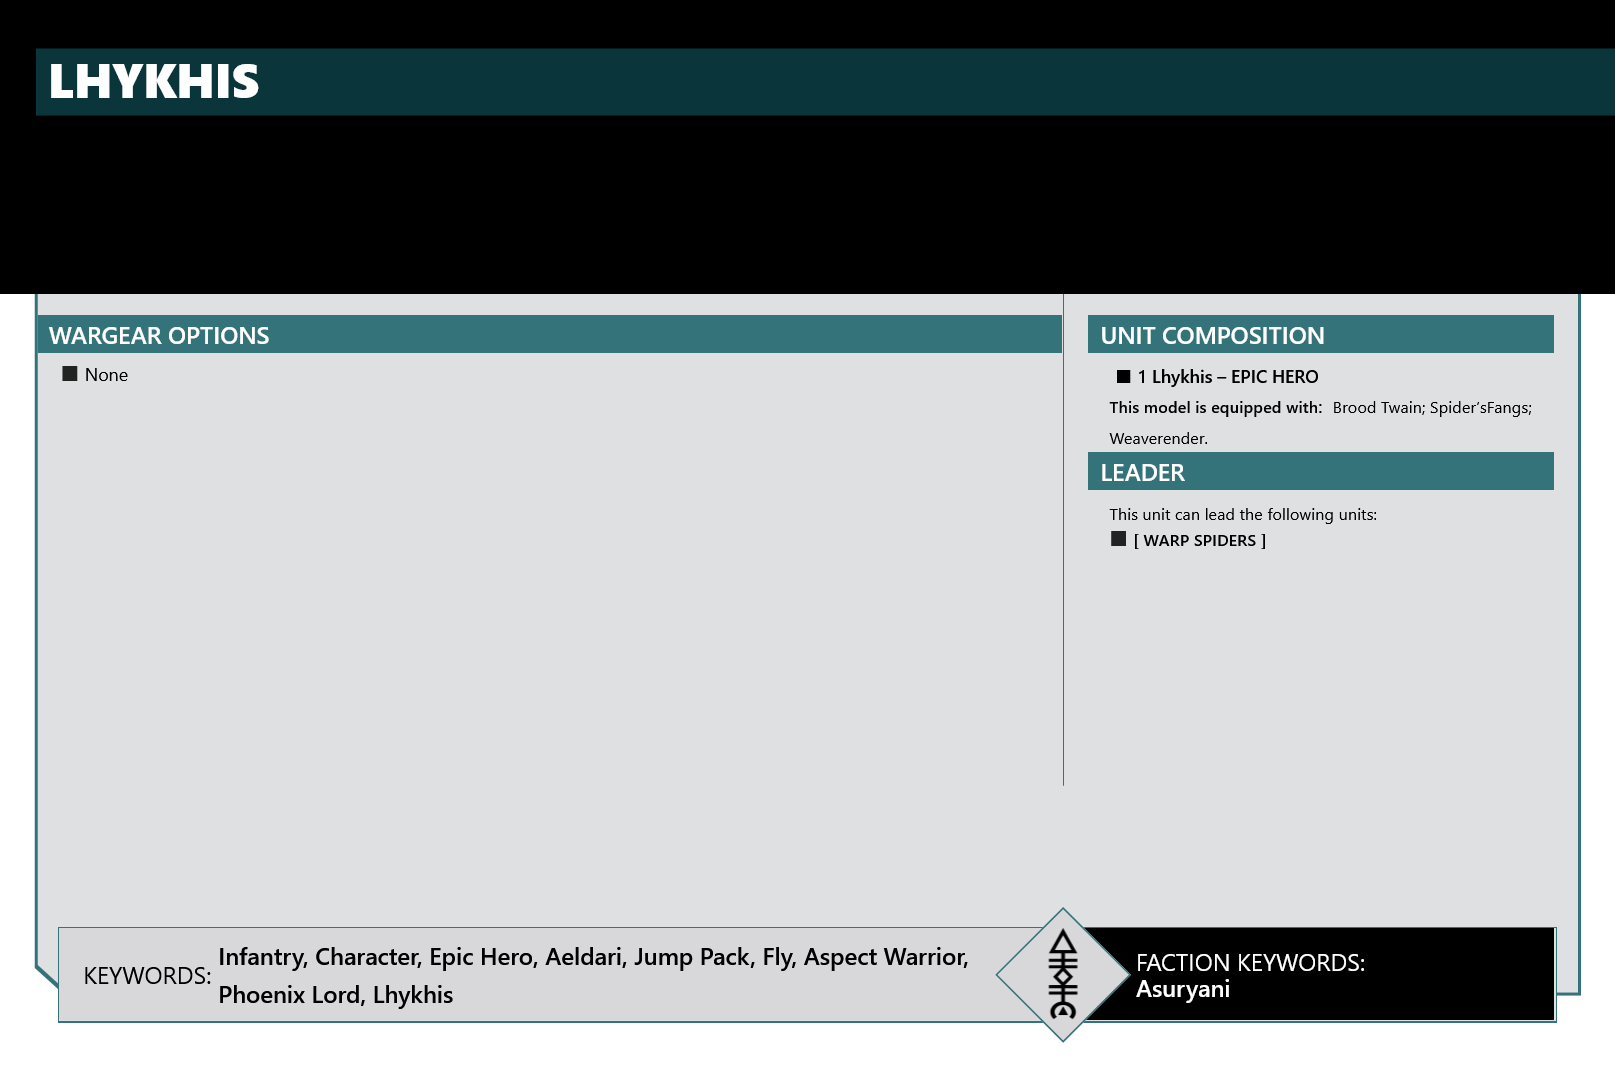 LHYKHIS
WARGEAR OPTIONS
■ None
UNIT COMPOSITION
■ 1 Lhykhis – EPIC HERO
This model is equipped with: Brood Twain; Spider‘sFangs;
Weaverender.
LEADER
This unit can lead the following units:
■ [ WARP SPIDERS ]
KEYWORDS: Infantry, Character, Epic Hero, Aeldari, Jump Pack, Fly, Aspect Warrior,
Phoenix Lord, Lhykhis
FACTION KEYWORDS:
Asuryani